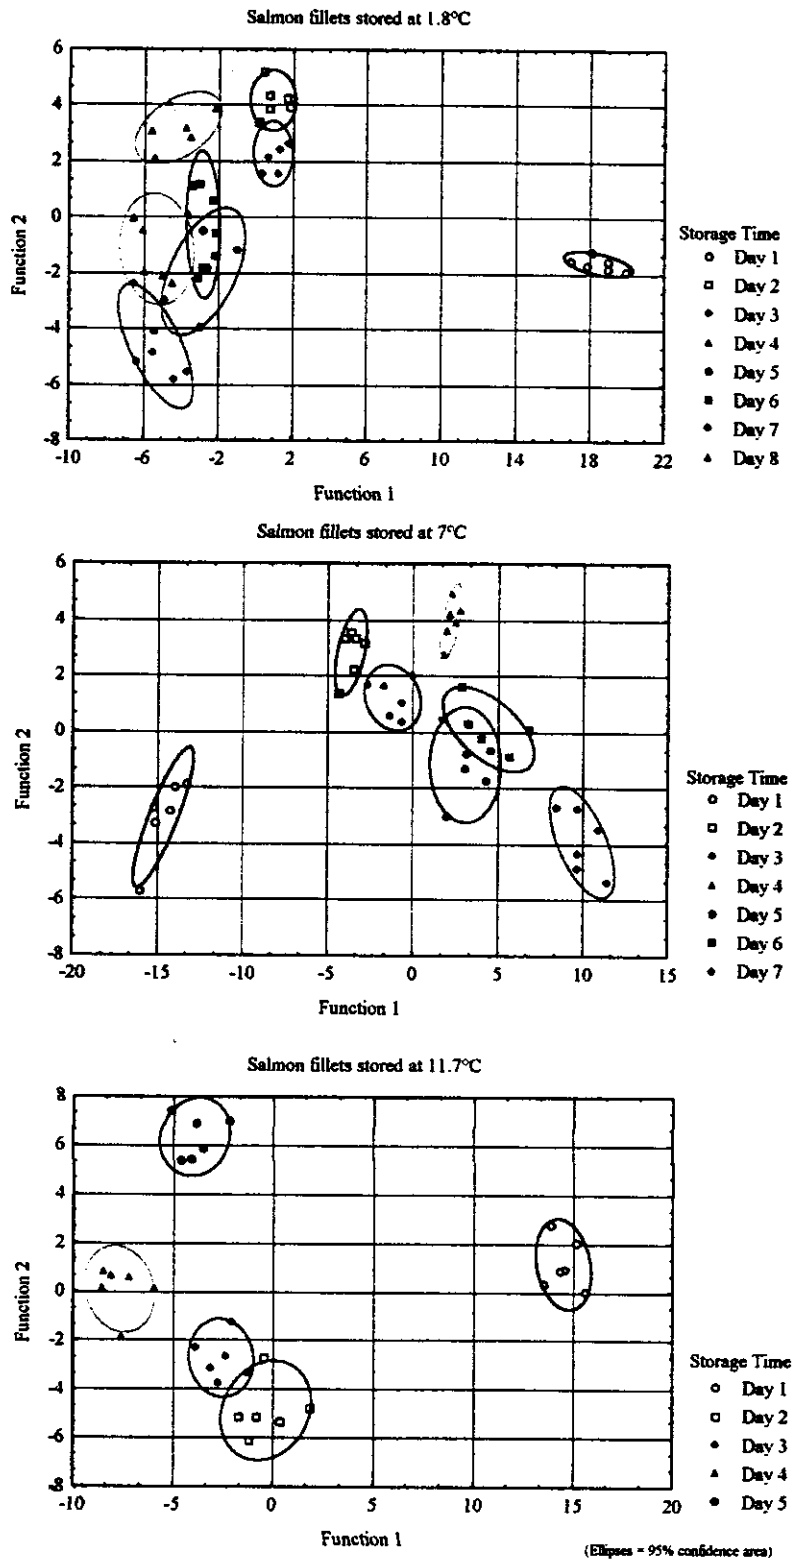 Salmon fillets stored at 1.8°C
6
4
2
0
-2
-4
-6
-8
Function 2
-10 -6 -2 2 6 10 14 18 22
Function 1
Storage Time
Day 1
Day 2
Day 3
Day 4
Day 5
Day 6
Day 7
Day 8
Salmon fillets stored at 7°C
6
4
2
0
-2
-4
-6
-8
Function 2
-20 -15 -10 -5 0 5 10 15
Function 1
Storage Time
Day 1
Day 2
Day 3
Day 4
Day 5
Day 6
Day 7
Salmon fillets stored at 11.7°C
8
6
4
2
0
-2
-4
-6
-8
Function 2
-10 -5 0 5 10 15 20
Function 1
Storage Time
Day 1
Day 2
Day 3
Day 4
Day 5
(Ellipses = 95% confidence area)